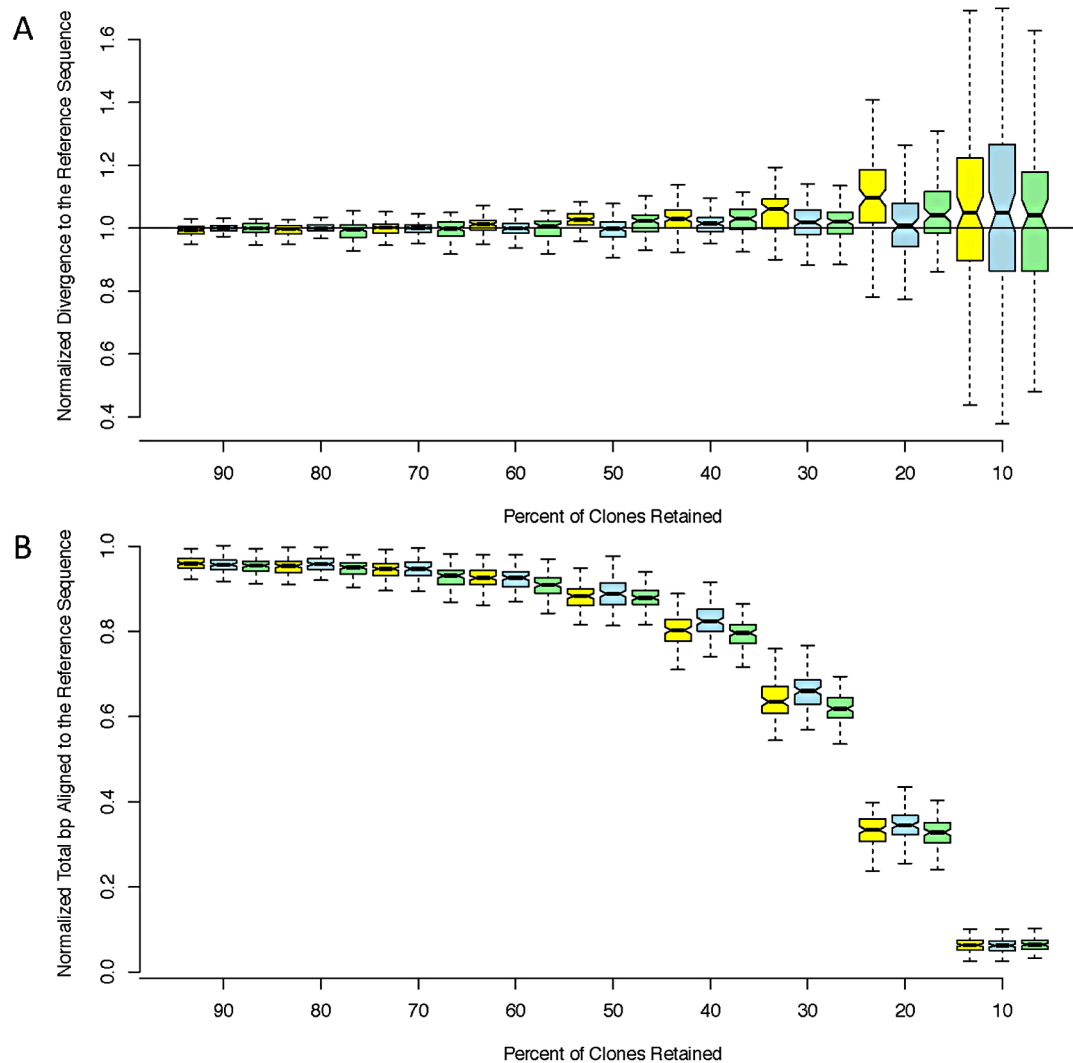 A
Normalized Divergence to the Reference Sequence
1.6
1.4
1.2
1.0
0.8
0.6
0.4
90 80 70 60 50 40 30 20 10
Percent of Clones Retained
B
Normalized Total bp Aligned to the Reference Sequence
1.0
0.8
0.6
0.4
0.2
0.0
90 80 70 60 50 40 30 20 10
Percent of Clones Retained